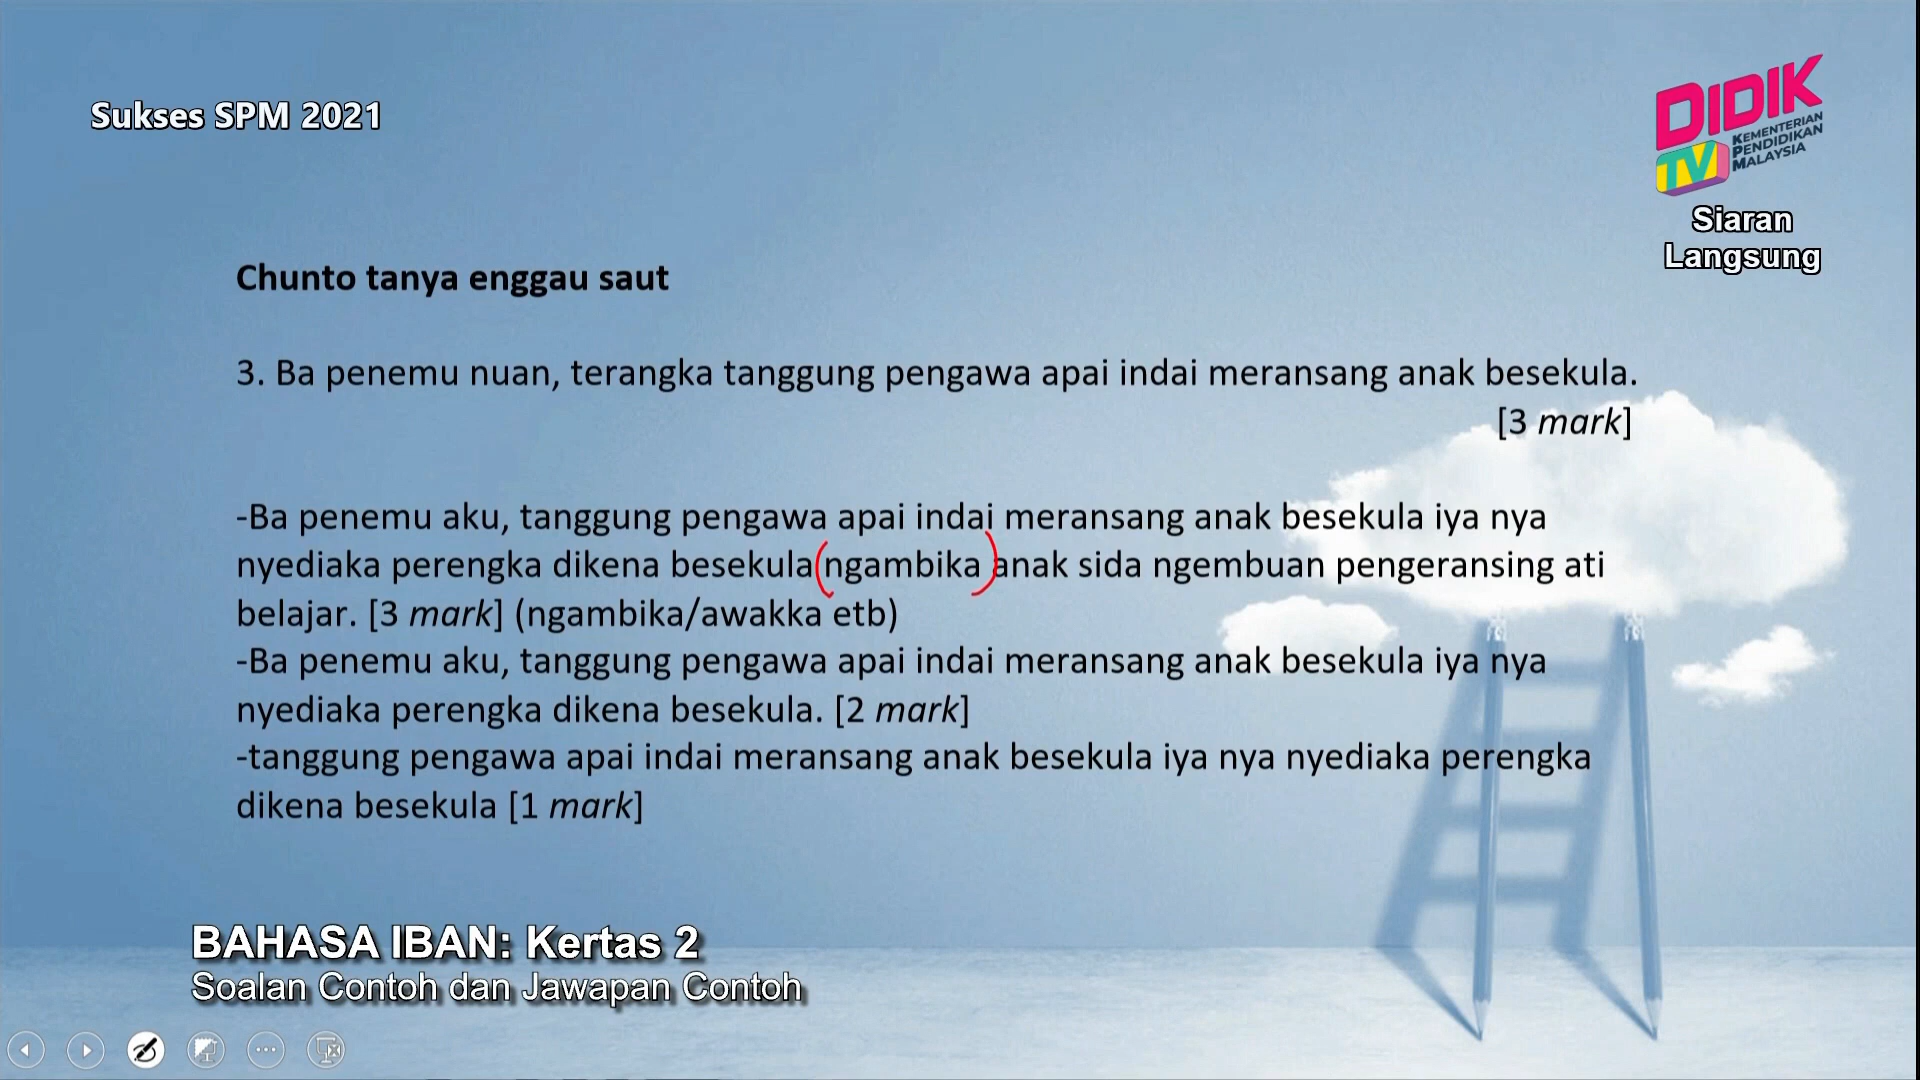 Sukses SPM 2021
DIDIK
TV
KEMENTERIAN
PENDIDIKAN
MALAYSIA
Siaran
Langsung
Chunto tanya enggau saut
3. Ba penemu nuan, terangka tanggung pengawa apai indai meransang anak besekula.
[3 mark]
-Ba penemu aku, tanggung pengawa apai indai meransang anak besekula iya nya
nyediaka perengka dikena besekula ngambika anak sida ngembuan pengeransing ati
belajar. [3 mark] (ngambika/awakka etb)
-Ba penemu aku, tanggung pengawa apai indai meransang anak besekula iya nya
nyediaka perengka dikena besekula. [2 mark]
-tanggung pengawa apai indai meransang anak besekula iya nya nyediaka perengka
dikena besekula [1 mark]
BAHASA IBAN: Kertas 2
Soalan Contoh dan Jawapan Contoh